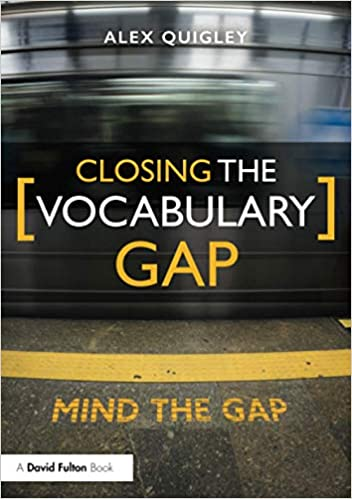 ALEX QUIGLEY
CLOSING THE
[VOCABULARY]
GAP
MIND THE GAP
A David Fulton Book